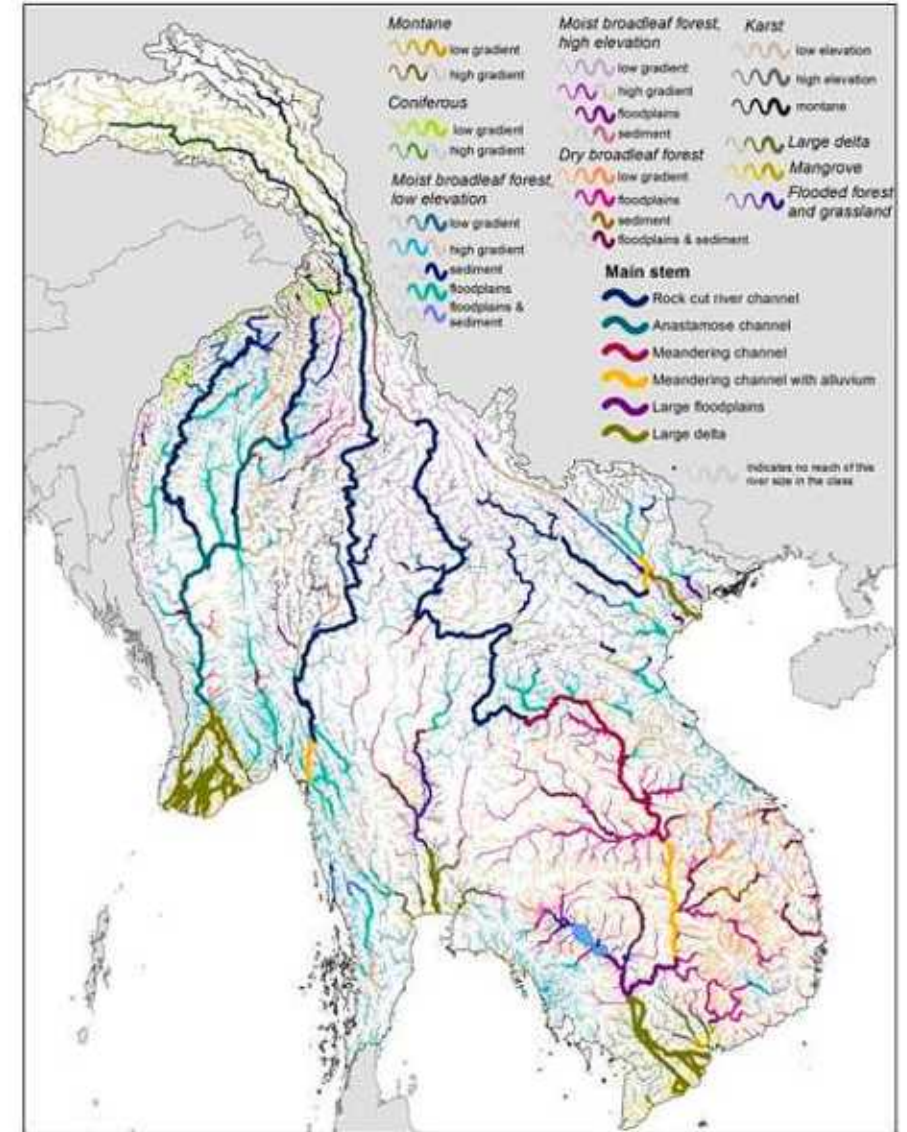 Montane
low gradient
high gradient
Coniferous
low gradient
high gradient
Moist broadleaf forest,
low elevation
low gradient
high gradient
sediment
floodplains
floodplains &
sediment
Moist broadleaf forest,
high elevation
low gradient
high gradient
floodplains
sediment
Dry broadleaf forest
low gradient
floodplains
sediment
floodplains & sediment
Karst
low elevation
high elevation
montane
Large delta
Mangrove
Flooded forest
and grassland
Main stem
Rock cut river channel
Anastamose channel
Meandering channel
Meandering channel with alluvium
Large floodplains
Large delta
indicates no reach of this
river size in the class